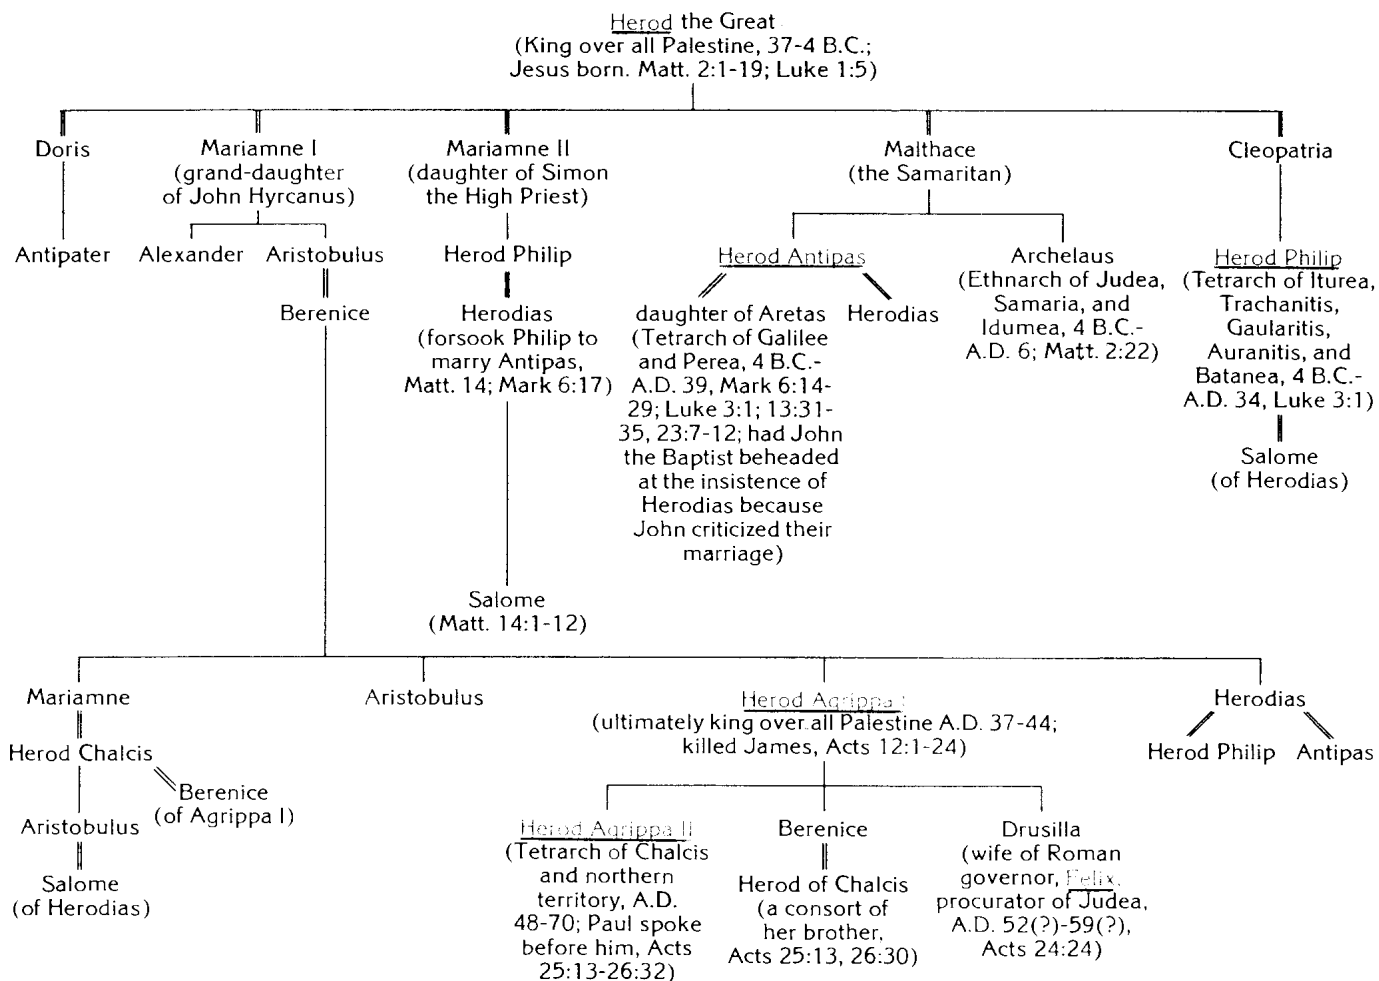 Herod the Great
(King over all Palestine, 37-4 B.C.;
Jesus born. Matt. 2:1-19; Luke 1:5)
Doris
Mariamne I
(grand-daughter
of John Hyrcanus)
Mariamne II
(daughter of Simon
the High Priest)
Malthace
(the Samaritan)
Cleopatria
Antipater
Alexander
Aristobulus
Berenice
Herod Philip
Herodias
(forsook Philip to
marry Antipas,
Matt. 14; Mark 6:17)
Salome
(Matt. 14:1-12)
Herod Antipas
daughter of Aretas
(Tetrarch of Galilee
and Perea, 4 B.C.-
A.D. 39, Mark 6:14-
29; Luke 3:1; 13:31-
35, 23:7-12; had John
the Baptist beheaded
at the insistence of
Herodias because
John criticized their
marriage)
Herodias
Archelaus
(Ethnarch of Judea,
Samaria, and
Idumea, 4 B.C.-
A.D. 6; Matt. 2:22)
Herod Philip
(Tetrarch of Iturea,
Trachanitis,
Gaularitis,
Auranitis, and
Batanea, 4 B.C.-
A.D. 34, Luke 3:1)
Salome
(of Herodias)
Mariamne
Herod Chalcis
Berenice
(of Agrippa I)
Aristobulus
Salome
(of Herodias)
Aristobulus
Herod Agrippa I
(ultimately king over all Palestine A.D. 37-44;
killed James, Acts 12:1-24)
Herod Agrippa II
(Tetrarch of Chalcis
and northern
territory, A.D.
48-70; Paul spoke
before him, Acts
25:13-26:32)
Berenice
Herod of Chalcis
(a consort of
her brother,
Acts 25:13, 26:30)
Drusilla
(wife of Roman
governor, Felix,
procurator of Judea,
A.D. 52(?)-59(?),
Acts 24:24)
Herodias
Herod Philip
Antipas